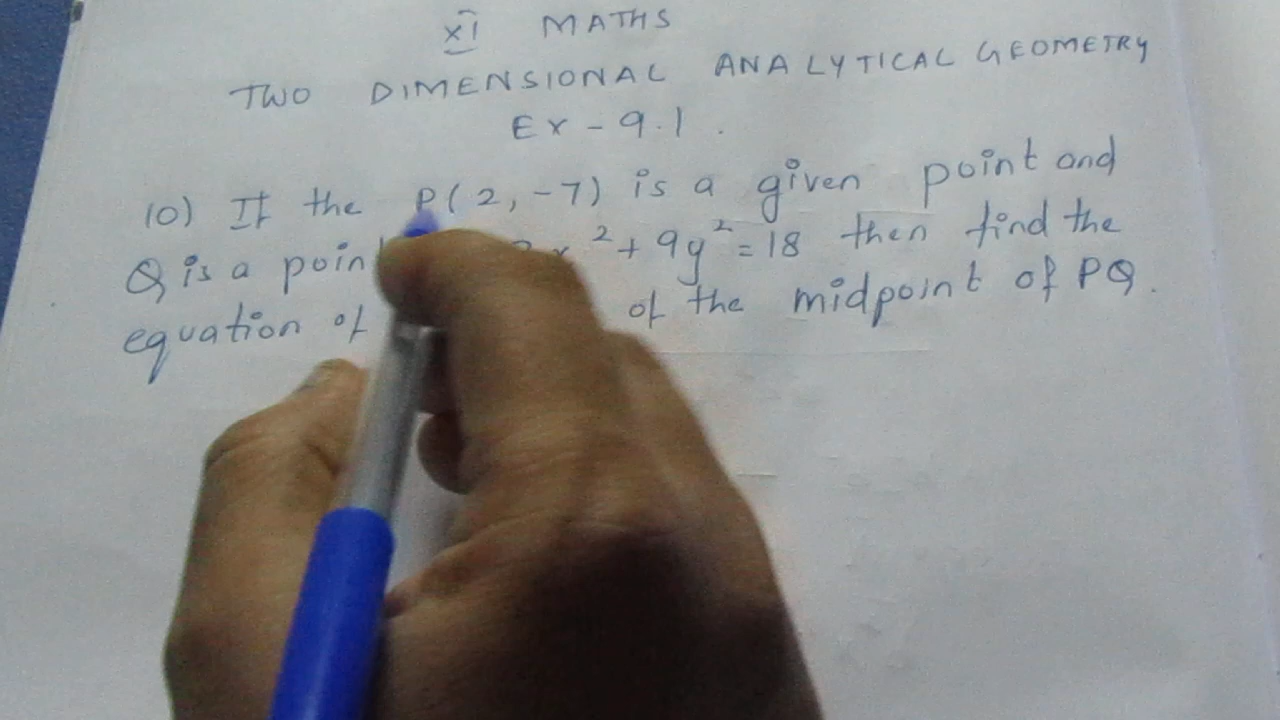 XI MATHS
TWO DIMENSIONAL ANALYTICAL GEOMETRY
Ex - 9.1.
10) If the P(2, -7) is a given point and
Q is a poin x² + 9y² = 18 then find the
equation of of the midpoint of PQ.